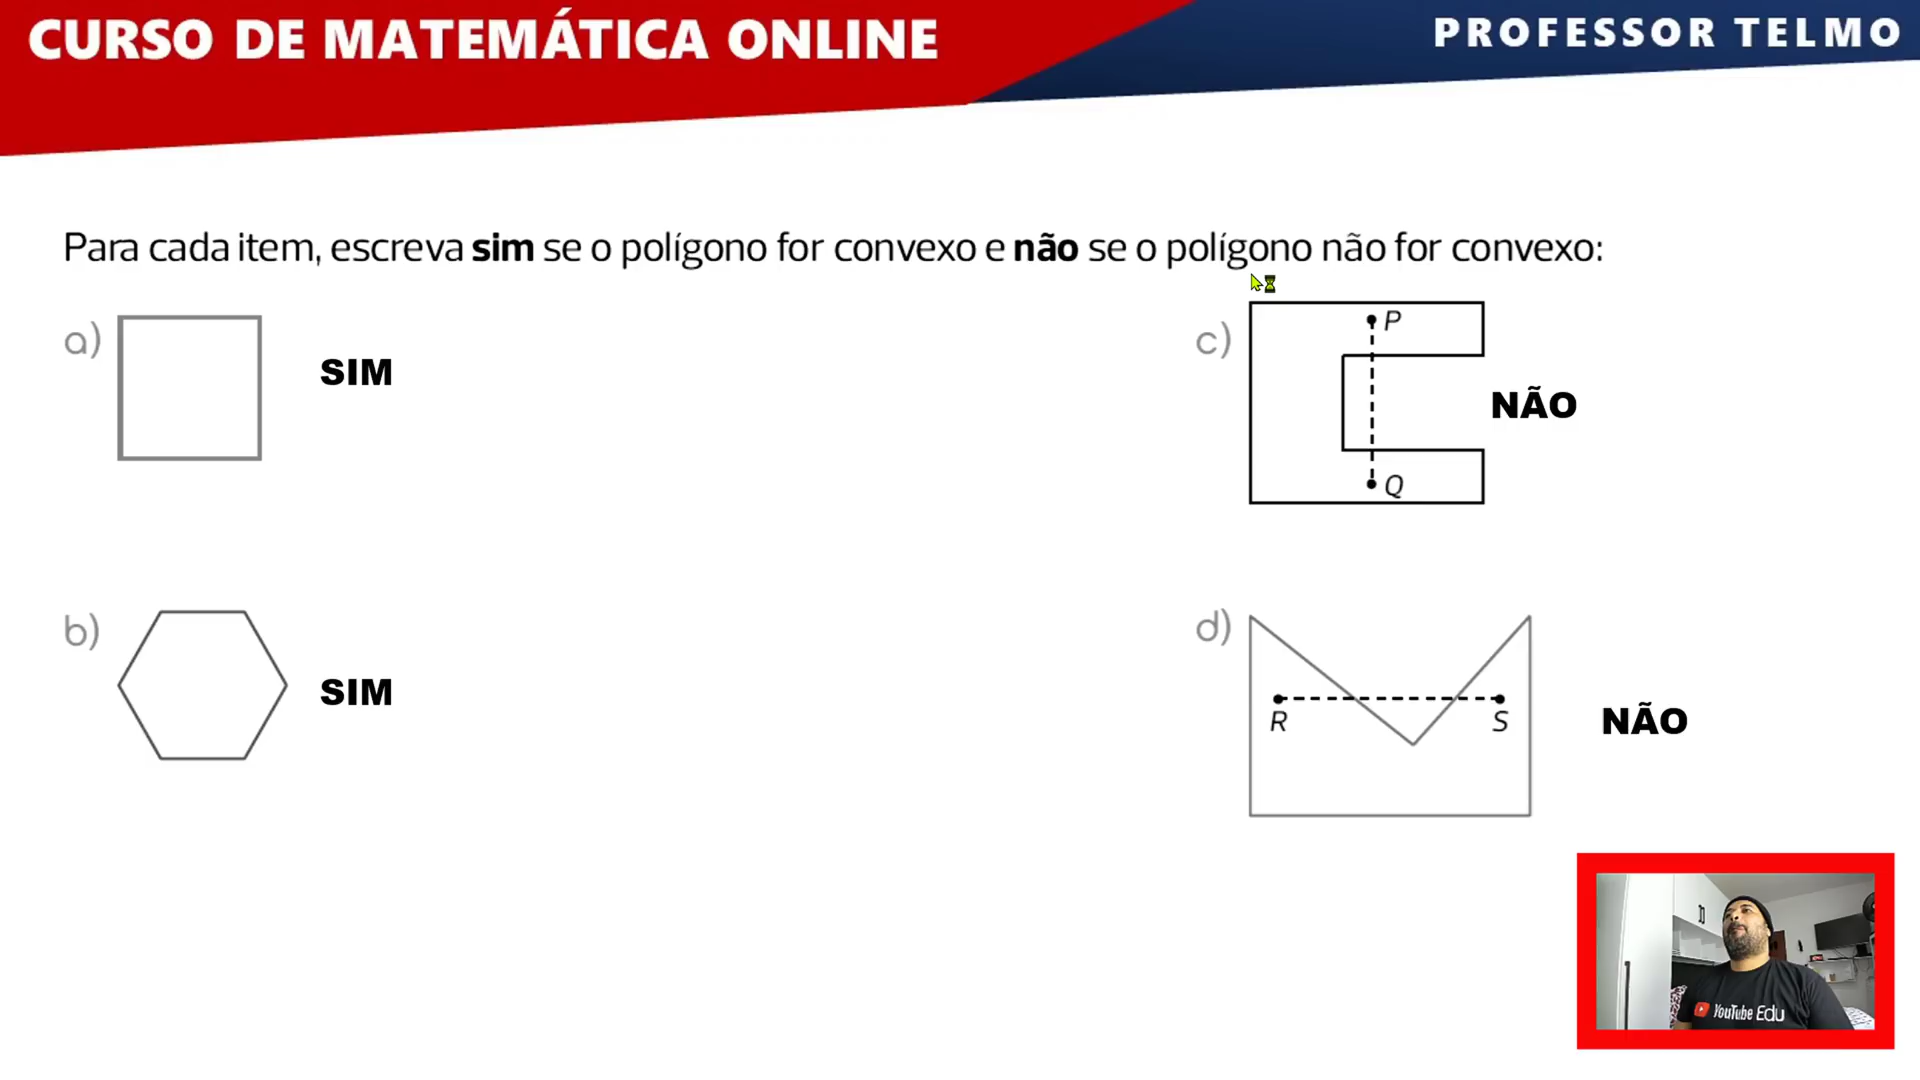 CURSO DE MATEMÁTICA ONLINE
PROFESSOR TELMO
Para cada item, escreva sim se o polígono for convexo e não se o polígono não for convexo:
a)
SIM
c)
P
Q
NÃO
b)
SIM
d)
R
S
NÃO
YouTube Edu